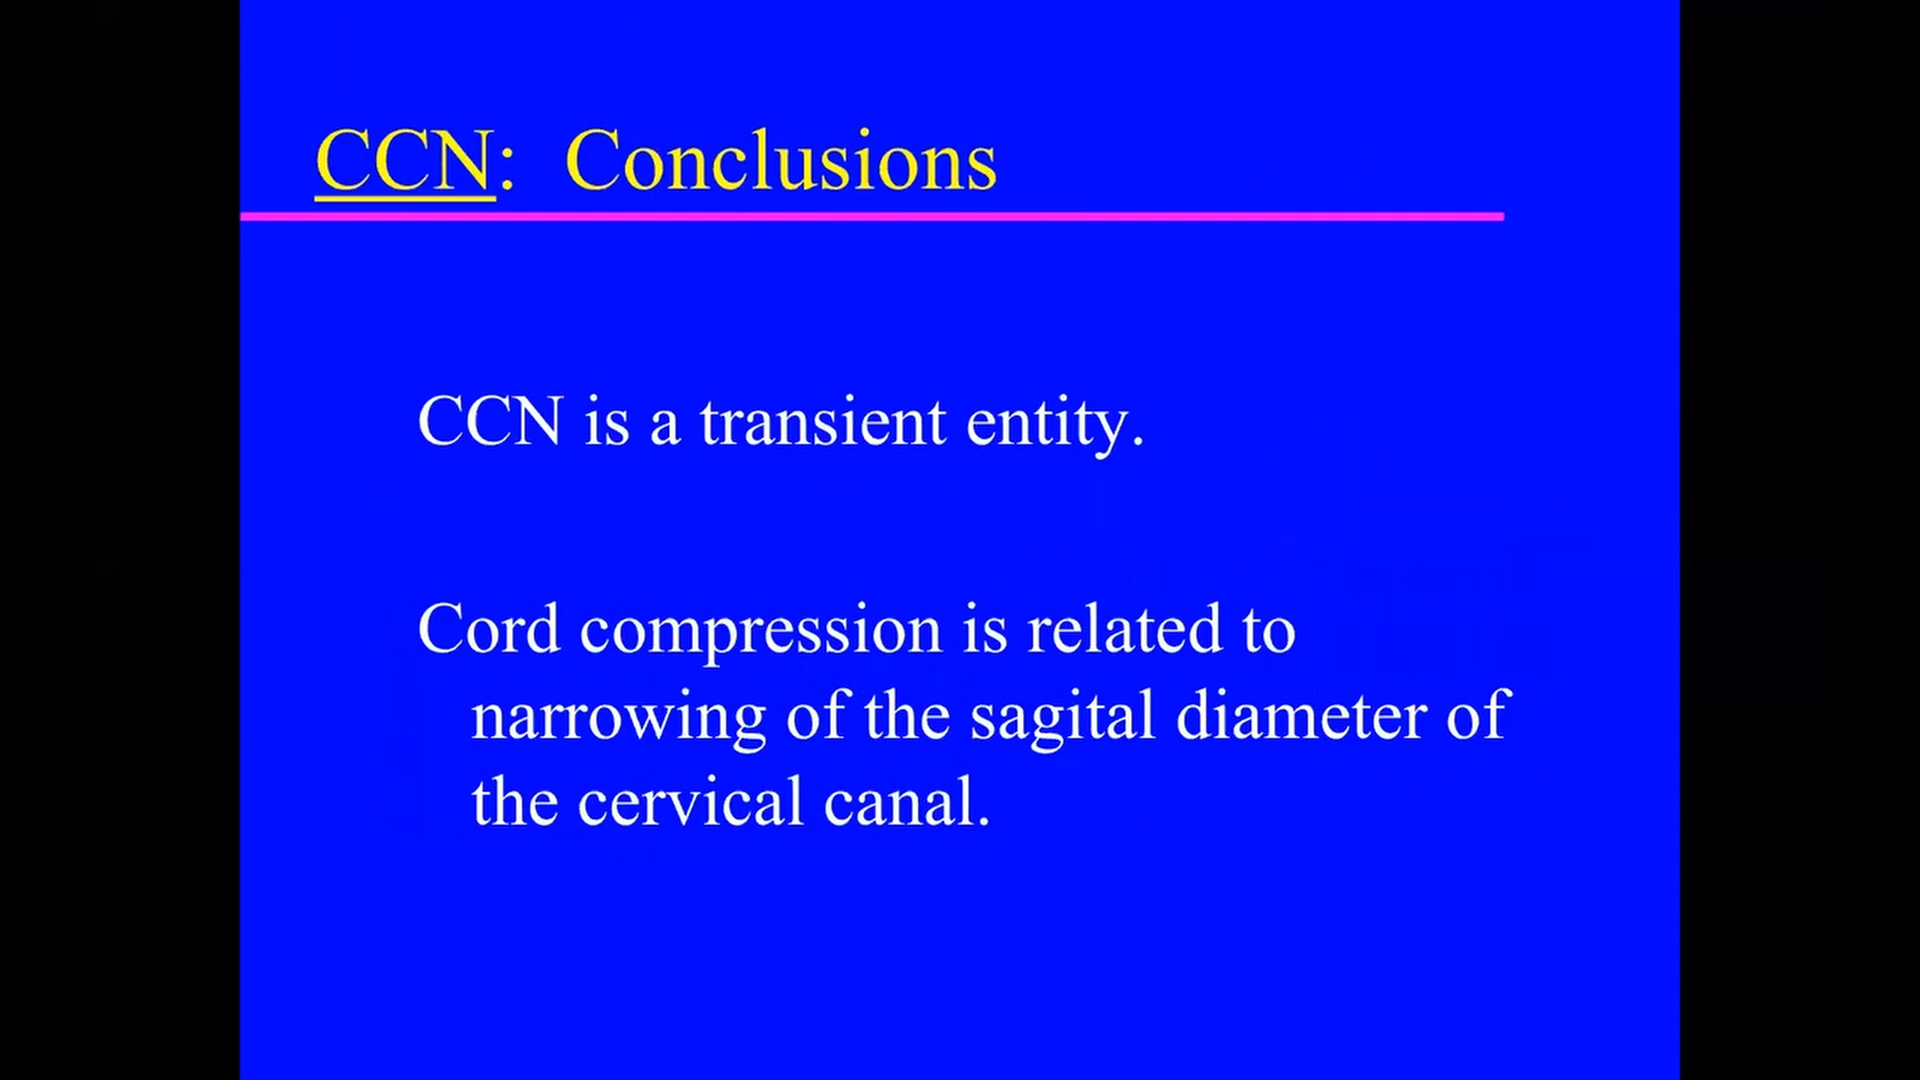 CCN: Conclusions
CCN is a transient entity.
Cord compression is related to
narrowing of the sagital diameter of
the cervical canal.